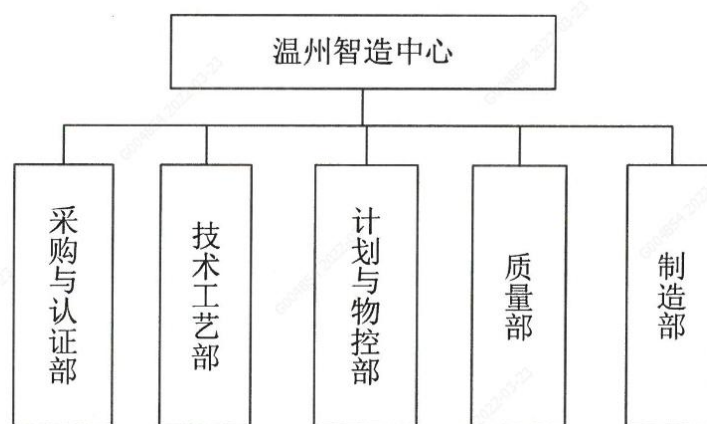 温州智造中心
采购与认证部
技术工艺部
计划与物控部
质量部
制造部